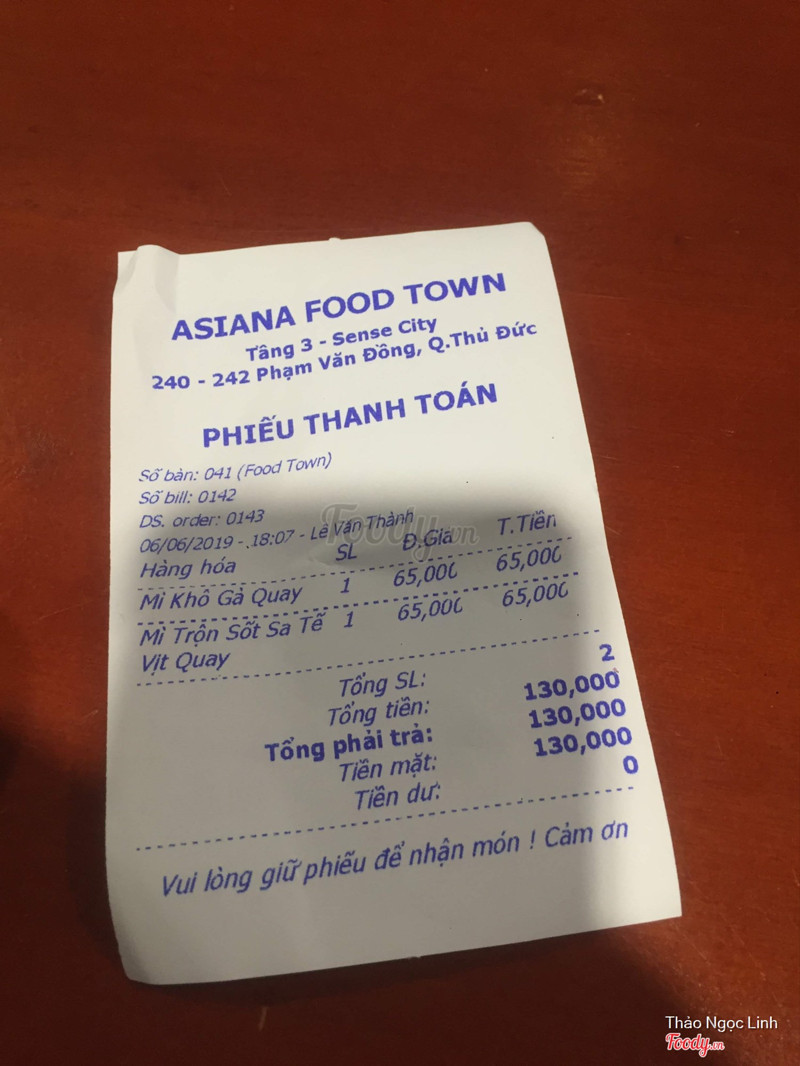 ASIANA FOOD TOWN
Tầng 3 - Sense City
240 - 242 Phạm Văn Đồng, Q.Thủ Đức
PHIẾU THANH TOÁN
Số bàn: 041 (Food Town)
Số bill: 0142
DS. order: 0143
06/06/2019 - 18:07 - Lê Văn Thành
Hàng hóa SL Đ.Giá T.Tiền
Mì Khô Gà Quay 1 65,000 65,000
Mì Trộn Sốt Sa Tế 1 65,000 65,000
Vịt Quay
Tổng SL: 2
Tổng tiền: 130,000
Tổng phải trả: 130,000
Tiền mặt: 130,000
Tiền dư: 0
Vui lòng giữ phiếu để nhận món ! Cảm ơn
Foody.vn
Thảo Ngọc Linh
Foody.vn